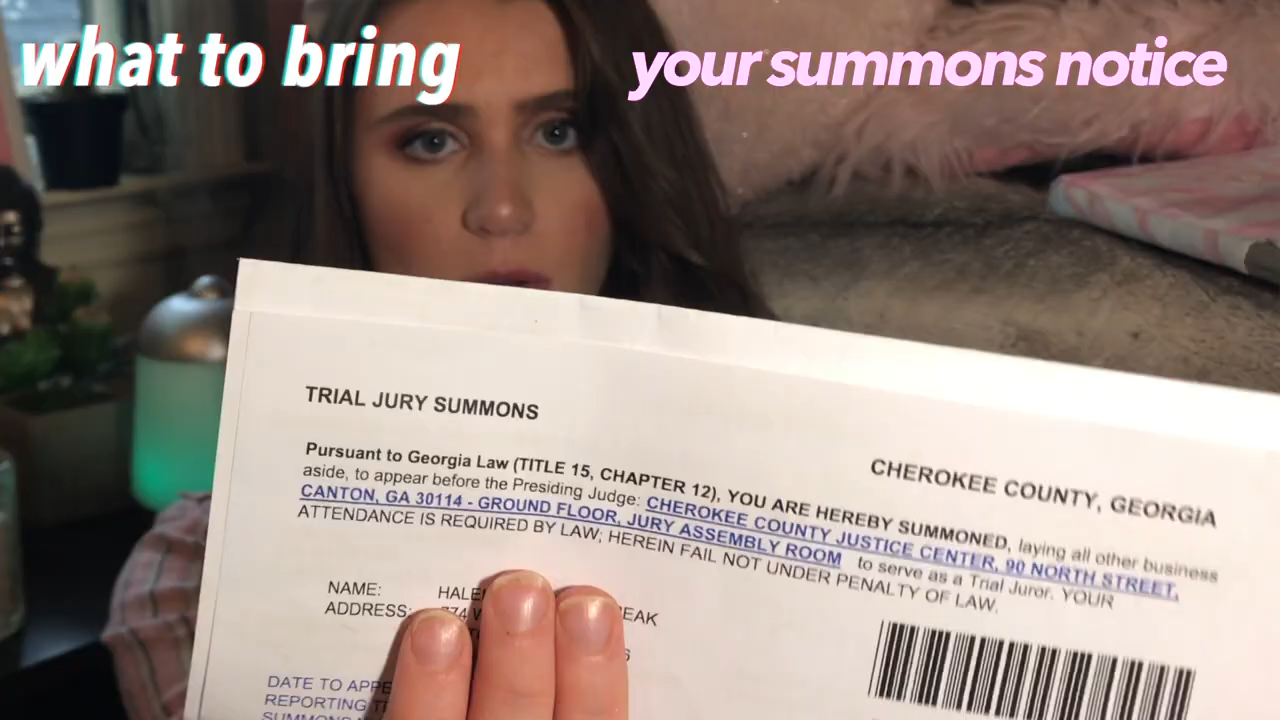 what to bring
your summons notice
TRIAL JURY SUMMONS
CHEROKEE COUNTY, GEORGIA
Pursuant to Georgia Law (TITLE 15, CHAPTER 12), YOU ARE HEREBY SUMMONED, laying all other business
aside, to appear before the Presiding Judge: CHEROKEE COUNTY JUSTICE CENTER, 90 NORTH STREET,
CANTON, GA 30114 - GROUND FLOOR, JURY ASSEMBLY ROOM to serve as a Trial Juror. YOUR
ATTENDANCE IS REQUIRED BY LAW; HEREIN FAIL NOT UNDER PENALTY OF LAW.
NAME:
ADDRESS:
DATE TO
REPORTING